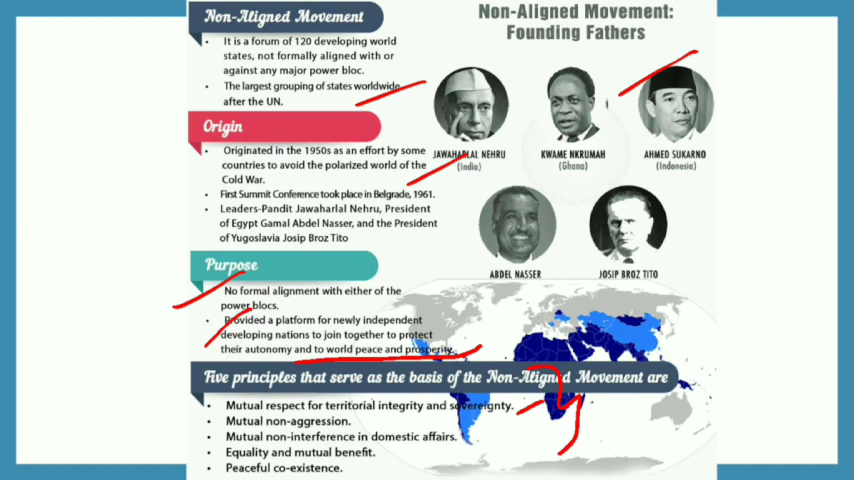 Non-Aligned Movement
It is a forum of 120 developing world
states, not formally aligned with or
against any major power bloc.
The largest grouping of states worldwide
after the UN.
Origin
Originated in the 1950s as an effort by some
countries to avoid the polarized world of the
Cold War.
First Summit Conference took place in Belgrade, 1961.
Leaders-Pandit Jawaharlal Nehru, President
of Egypt Gamal Abdel Nasser, and the President
of Yugoslavia Josip Broz Tito
Purpose
No formal alignment with either of the
power blocs.
Provided a platform for newly independent
developing nations to join together to protect
their autonomy and to world peace and prosperity.
Non-Aligned Movement:
Founding Fathers
JAWAHARLAL NEHRU
(India)
KWAME NKRUMAH
(Ghana)
AHMED SUKARNO
(Indonesia)
ABDEL NASSER
JOSIP BROZ TITO
Five principles that serve as the basis of the Non-Aligned Movement are
Mutual respect for territorial integrity and sovereignty.
Mutual non-aggression.
Mutual non-interference in domestic affairs.
Equality and mutual benefit.
Peaceful co-existence.